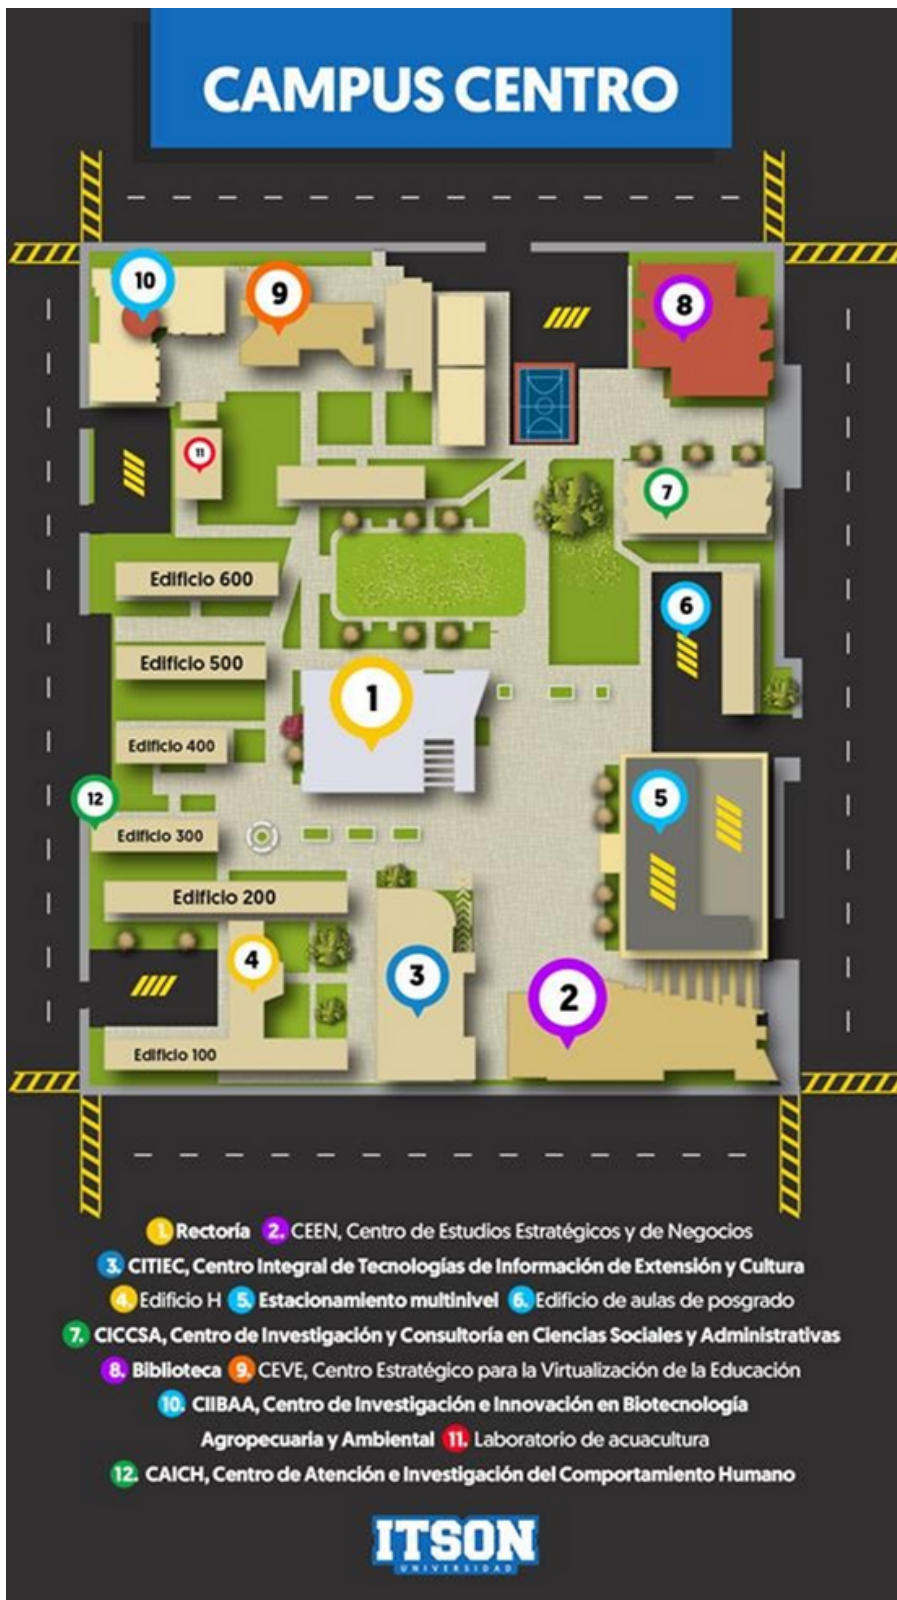 CAMPUS CENTRO
10
9
8
11
7
Edificio 600
6
Edificio 500
1
Edificio 400
12
5
Edificio 300
Edificio 200
4
3
2
Edificio 100
1. Rectoría 2. CEEN, Centro de Estudios Estratégicos y de Negocios
3. CITIEC, Centro Integral de Tecnologías de Información de Extensión y Cultura
4. Edificio H 5. Estacionamiento multinivel 6. Edificio de aulas de posgrado
7. CICCSA, Centro de Investigación y Consultoría en Ciencias Sociales y Administrativas
8. Biblioteca 9. CEVE, Centro Estratégico para la Virtualización de la Educación
10. CIIBAA, Centro de Investigación e Innovación en Biotecnología
Agropecuaria y Ambiental 11. Laboratorio de acuacultura
12. CAICH, Centro de Atención e Investigación del Comportamiento Humano
ITSON
UNIVERSIDAD